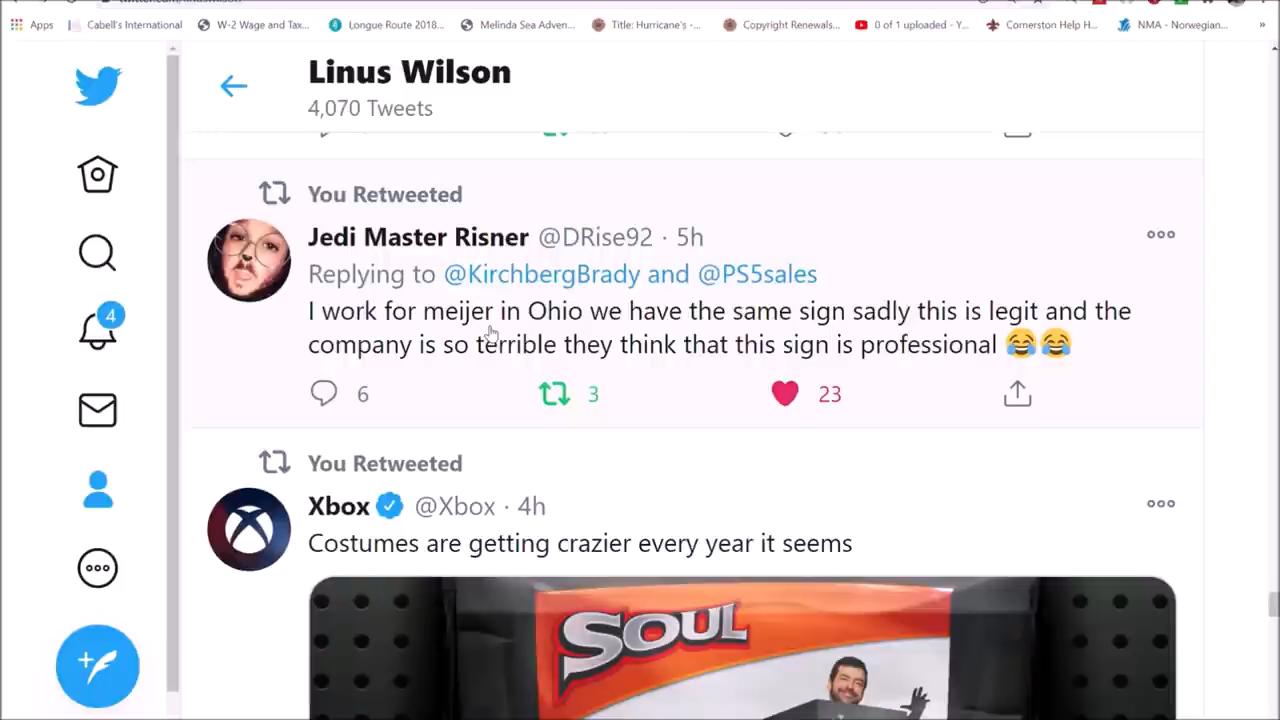 Apps
Cabell's International
W-2 Wage and Tax...
Longue Route 2018...
Melinda Sea Adven...
Title: Hurricane's -...
Copyright Renewals...
0 of 1 uploaded - Y...
Cornerston Help H...
NMA - Norwegian...
»
Linus Wilson
4,070 Tweets
You Retweeted
Jedi Master Risner @DRise92 · 5h
Replying to @KirchbergBrady and @PS5sales
I work for meijer in Ohio we have the same sign sadly this is legit and the
company is so terrible they think that this sign is professional 😂😂
6 3 23
4
You Retweeted
Xbox @Xbox · 4h
Costumes are getting crazier every year it seems
SOUL